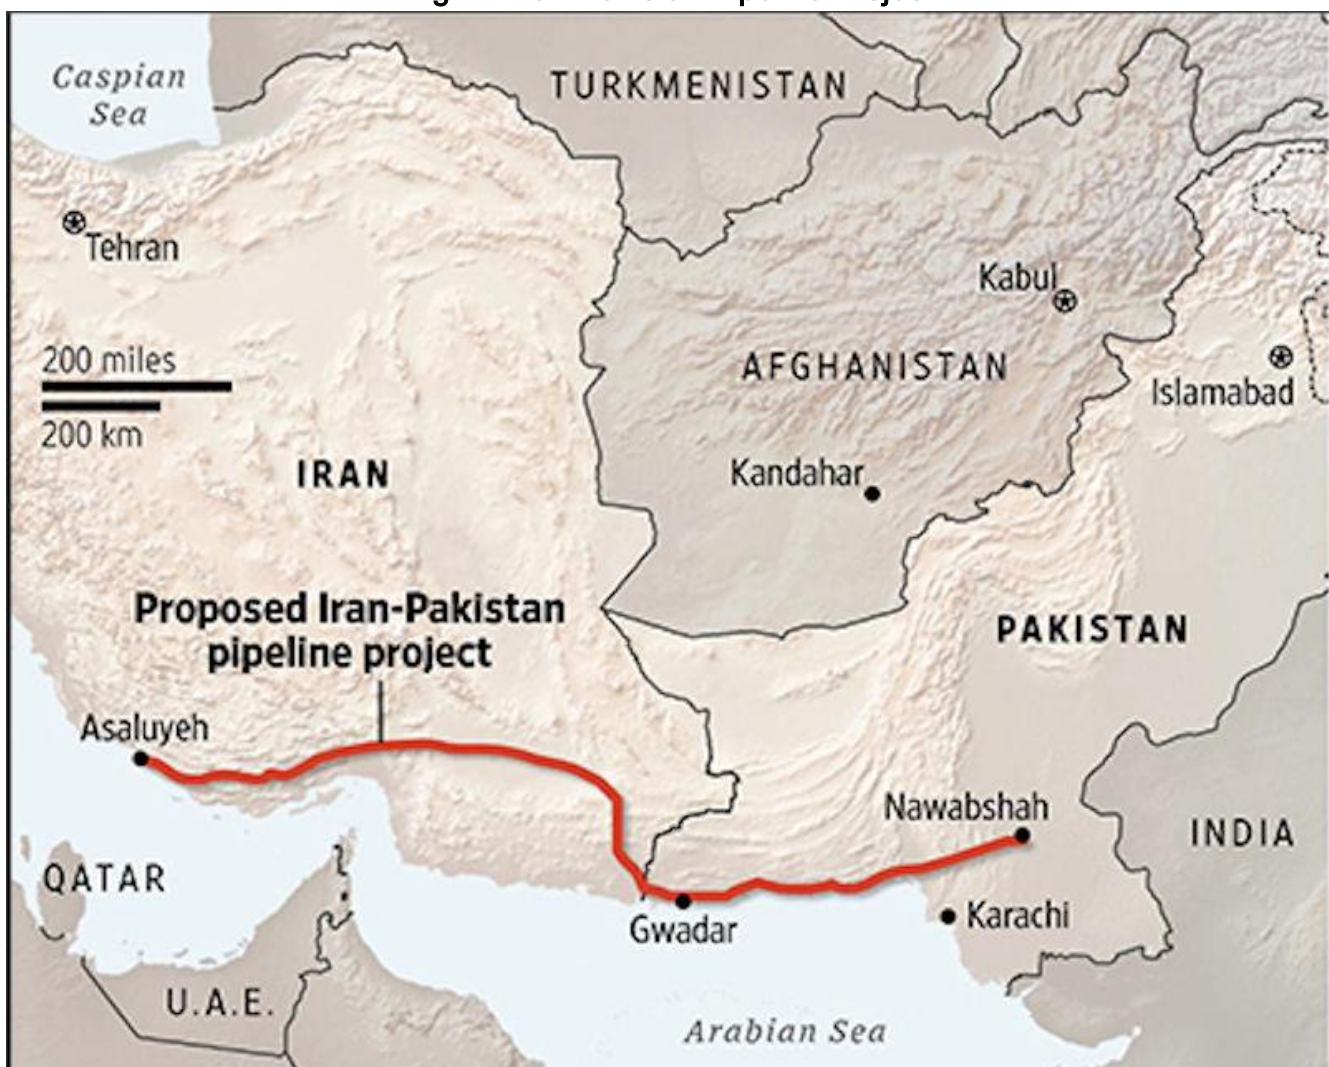 Caspian
Sea
TURKMENISTAN
Tehran
Kabul
200 miles
AFGHANISTAN
Islamabad
200 km
IRAN
Kandahar
Proposed Iran-Pakistan
pipeline project
PAKISTAN
Asaluyeh
Nawabshah
INDIA
QATAR
Karachi
Gwadar
U.A.E.
Arabian Sea